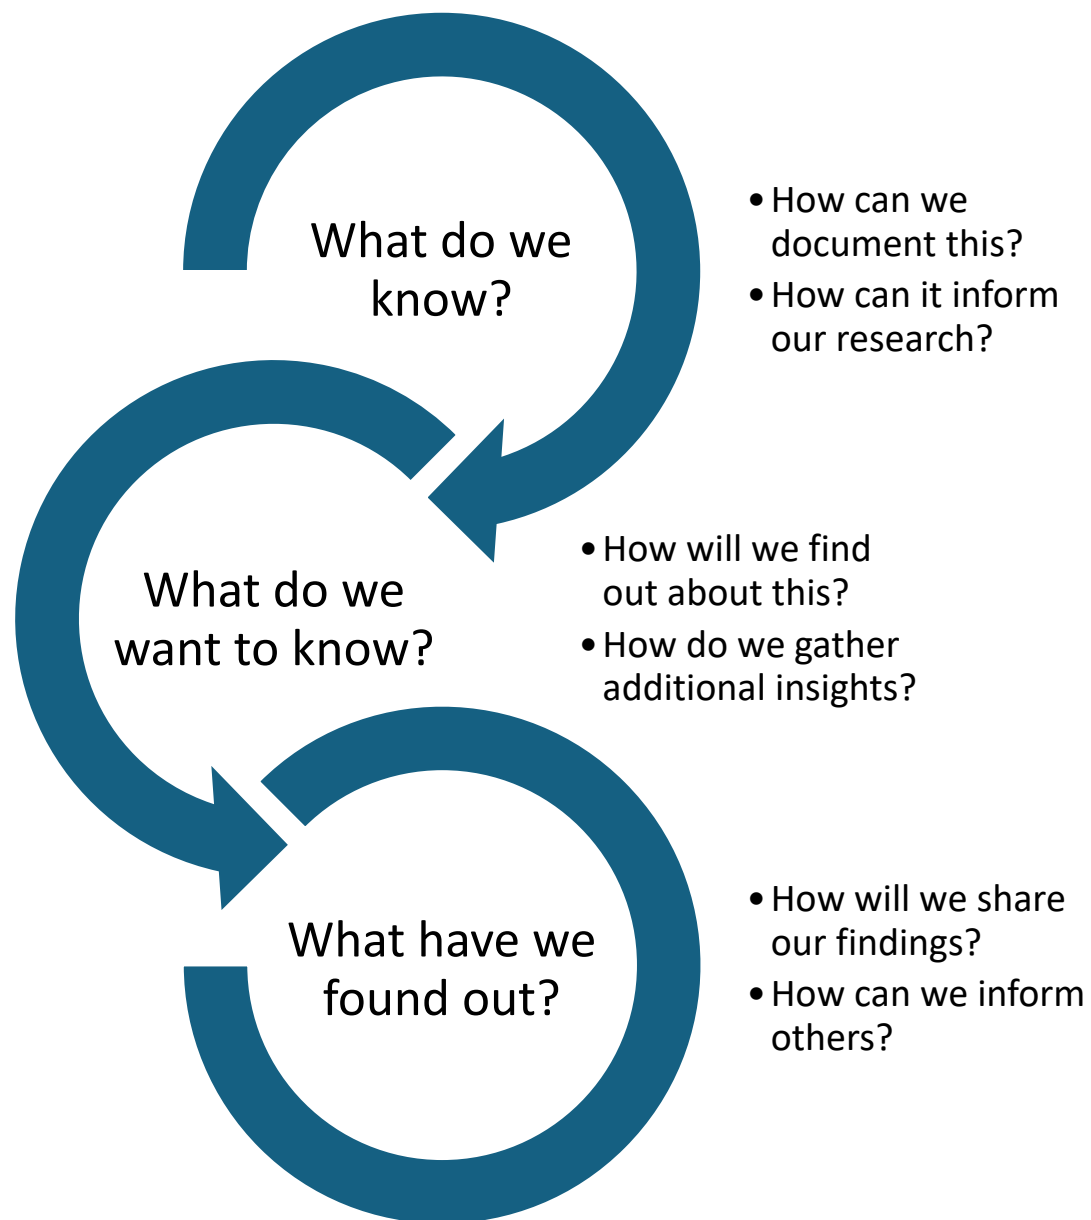 What do we
know?
•How can we
document this?
•How can it inform
our research?
What do we
want to know?
•How will we find
out about this?
•How do we gather
additional insights?
What have we
found out?
•How will we share
our findings?
•How can we inform
others?